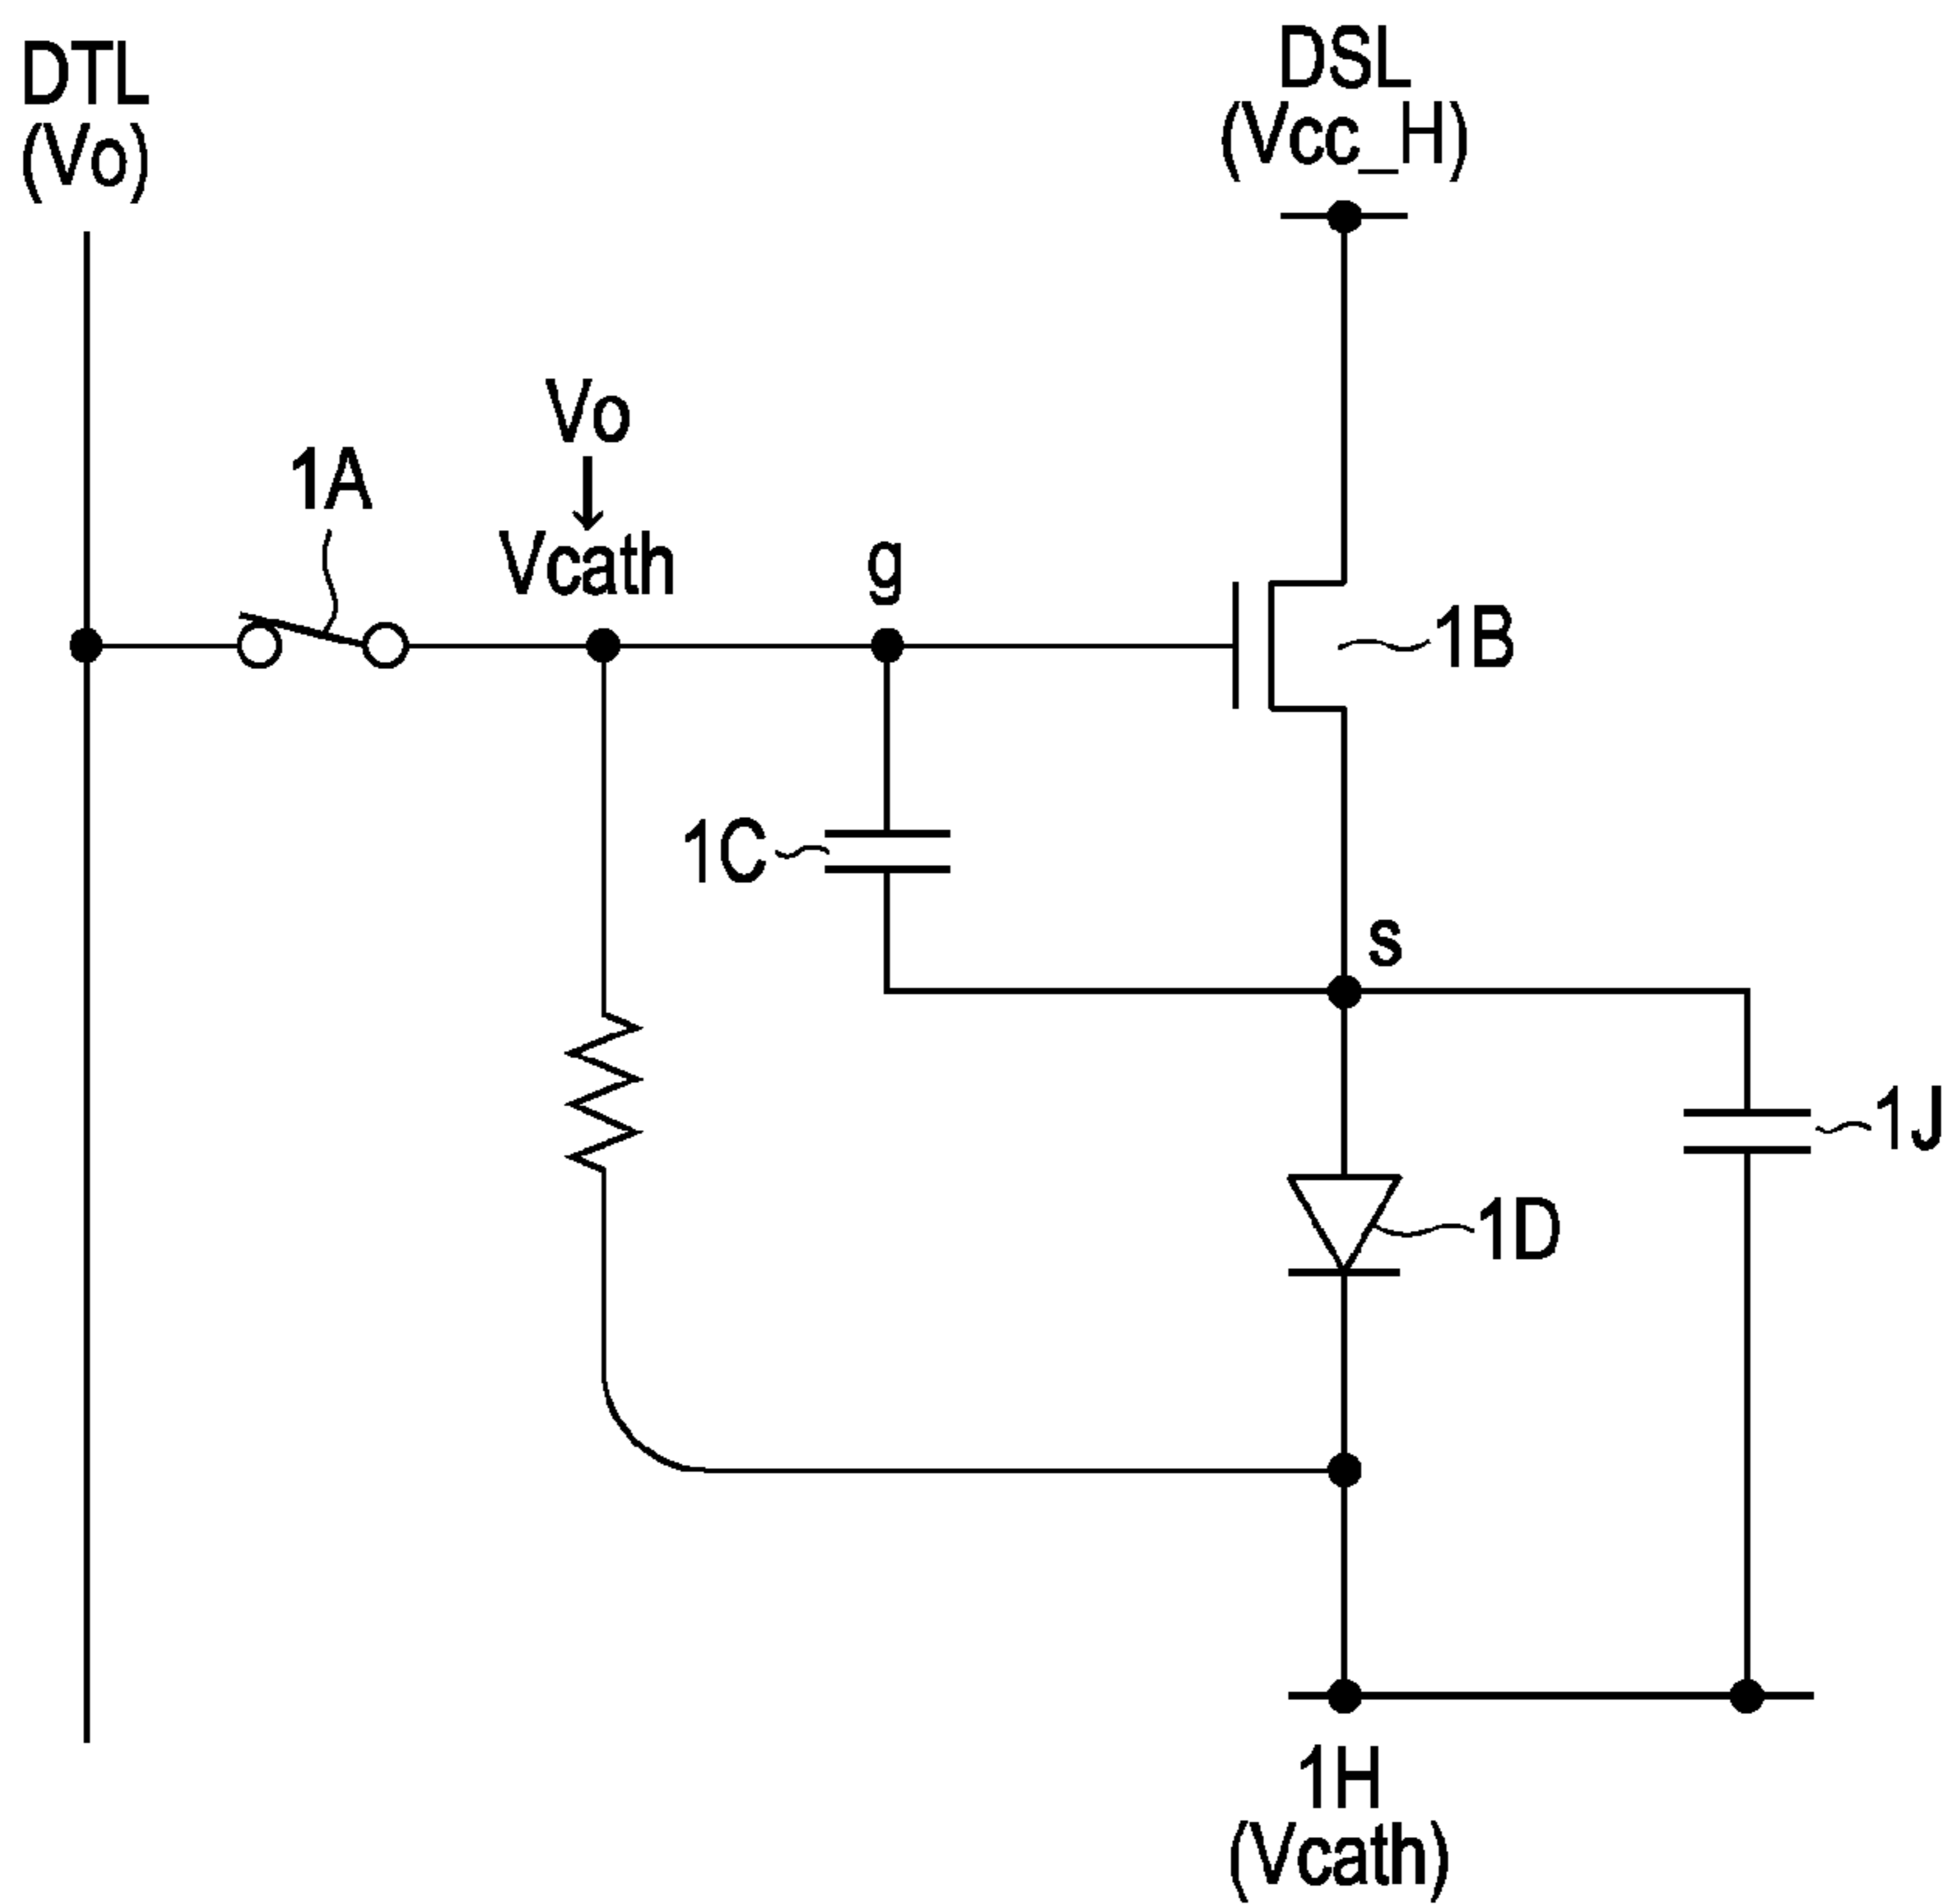 DTL
(Vo)
DSL
(Vcc_H)
Vo
Vcath
1A
g
1B
1C
s
1J
1D
1H
(Vcath)